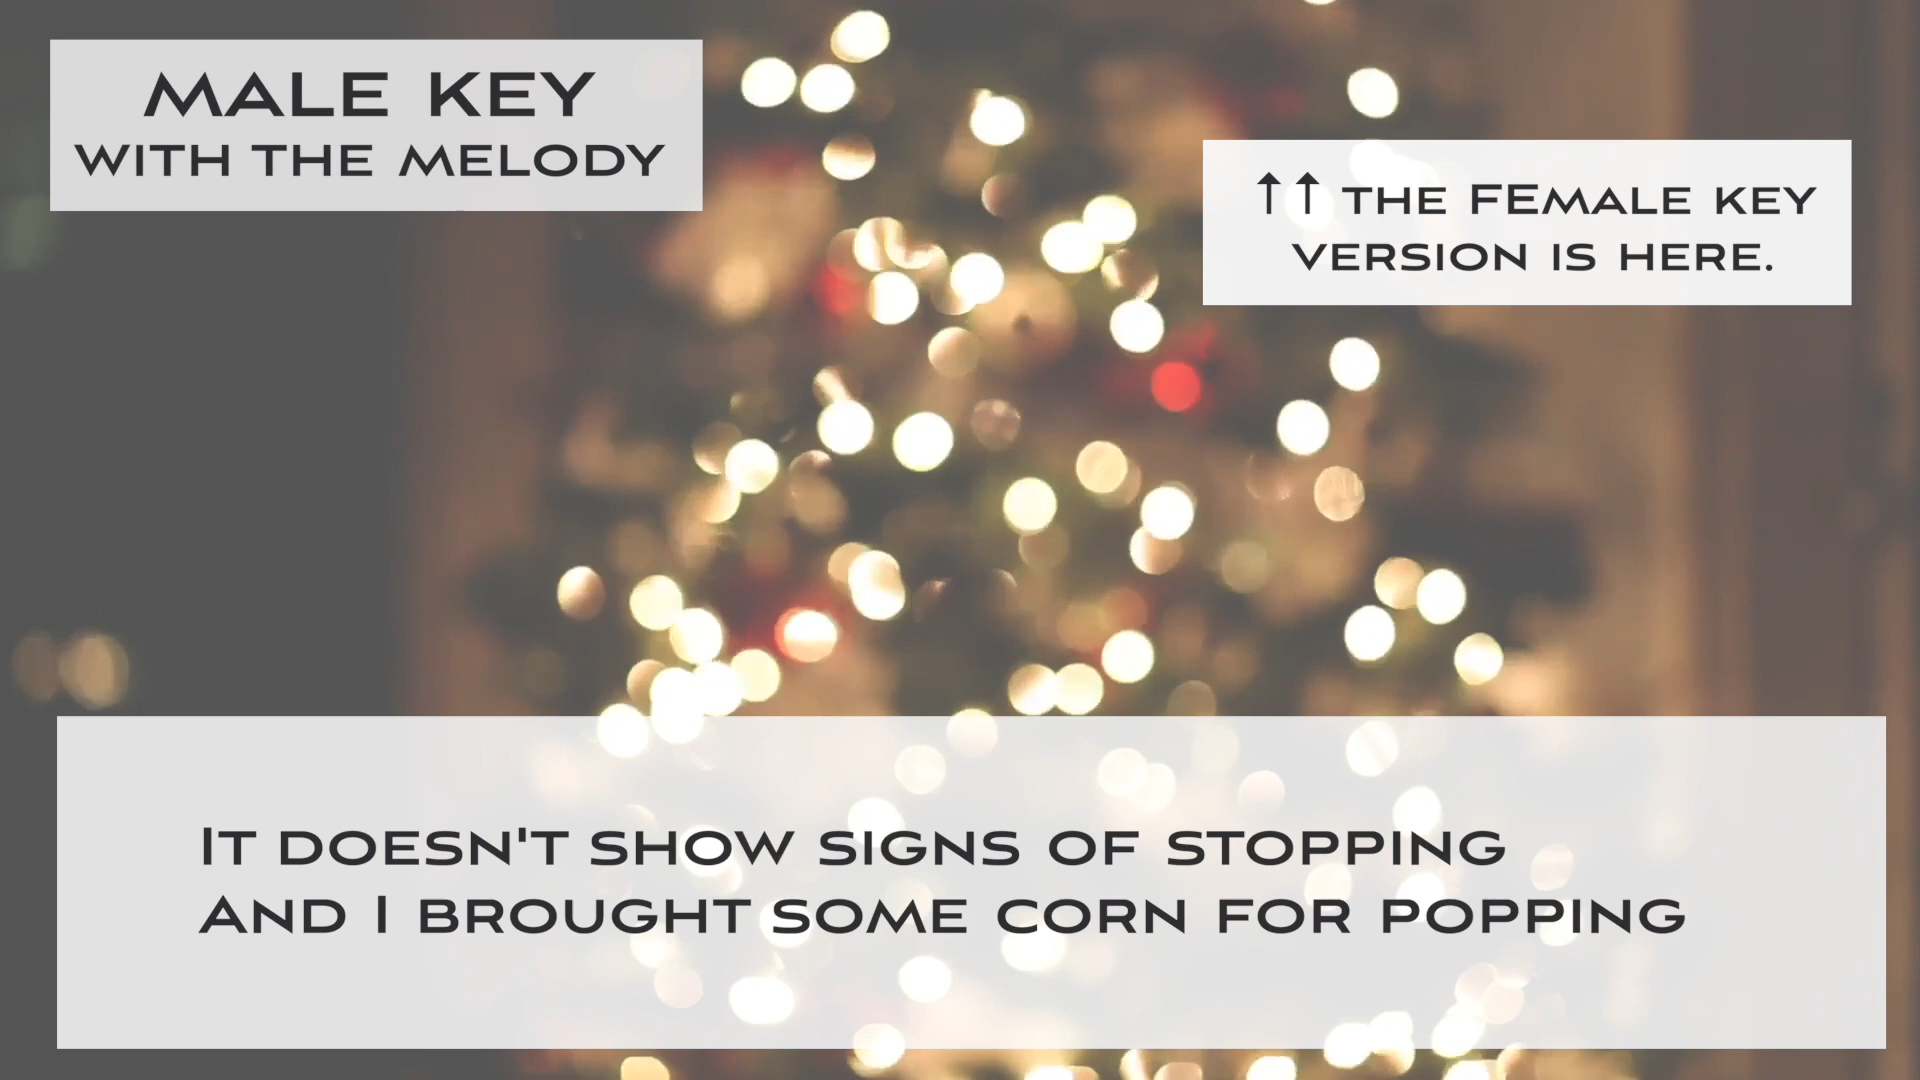 MALE KEY
WITH THE MELODY
↑↑ THE FEMALE KEY
VERSION IS HERE.
IT DOESN'T SHOW SIGNS OF STOPPING
AND I BROUGHT SOME CORN FOR POPPING